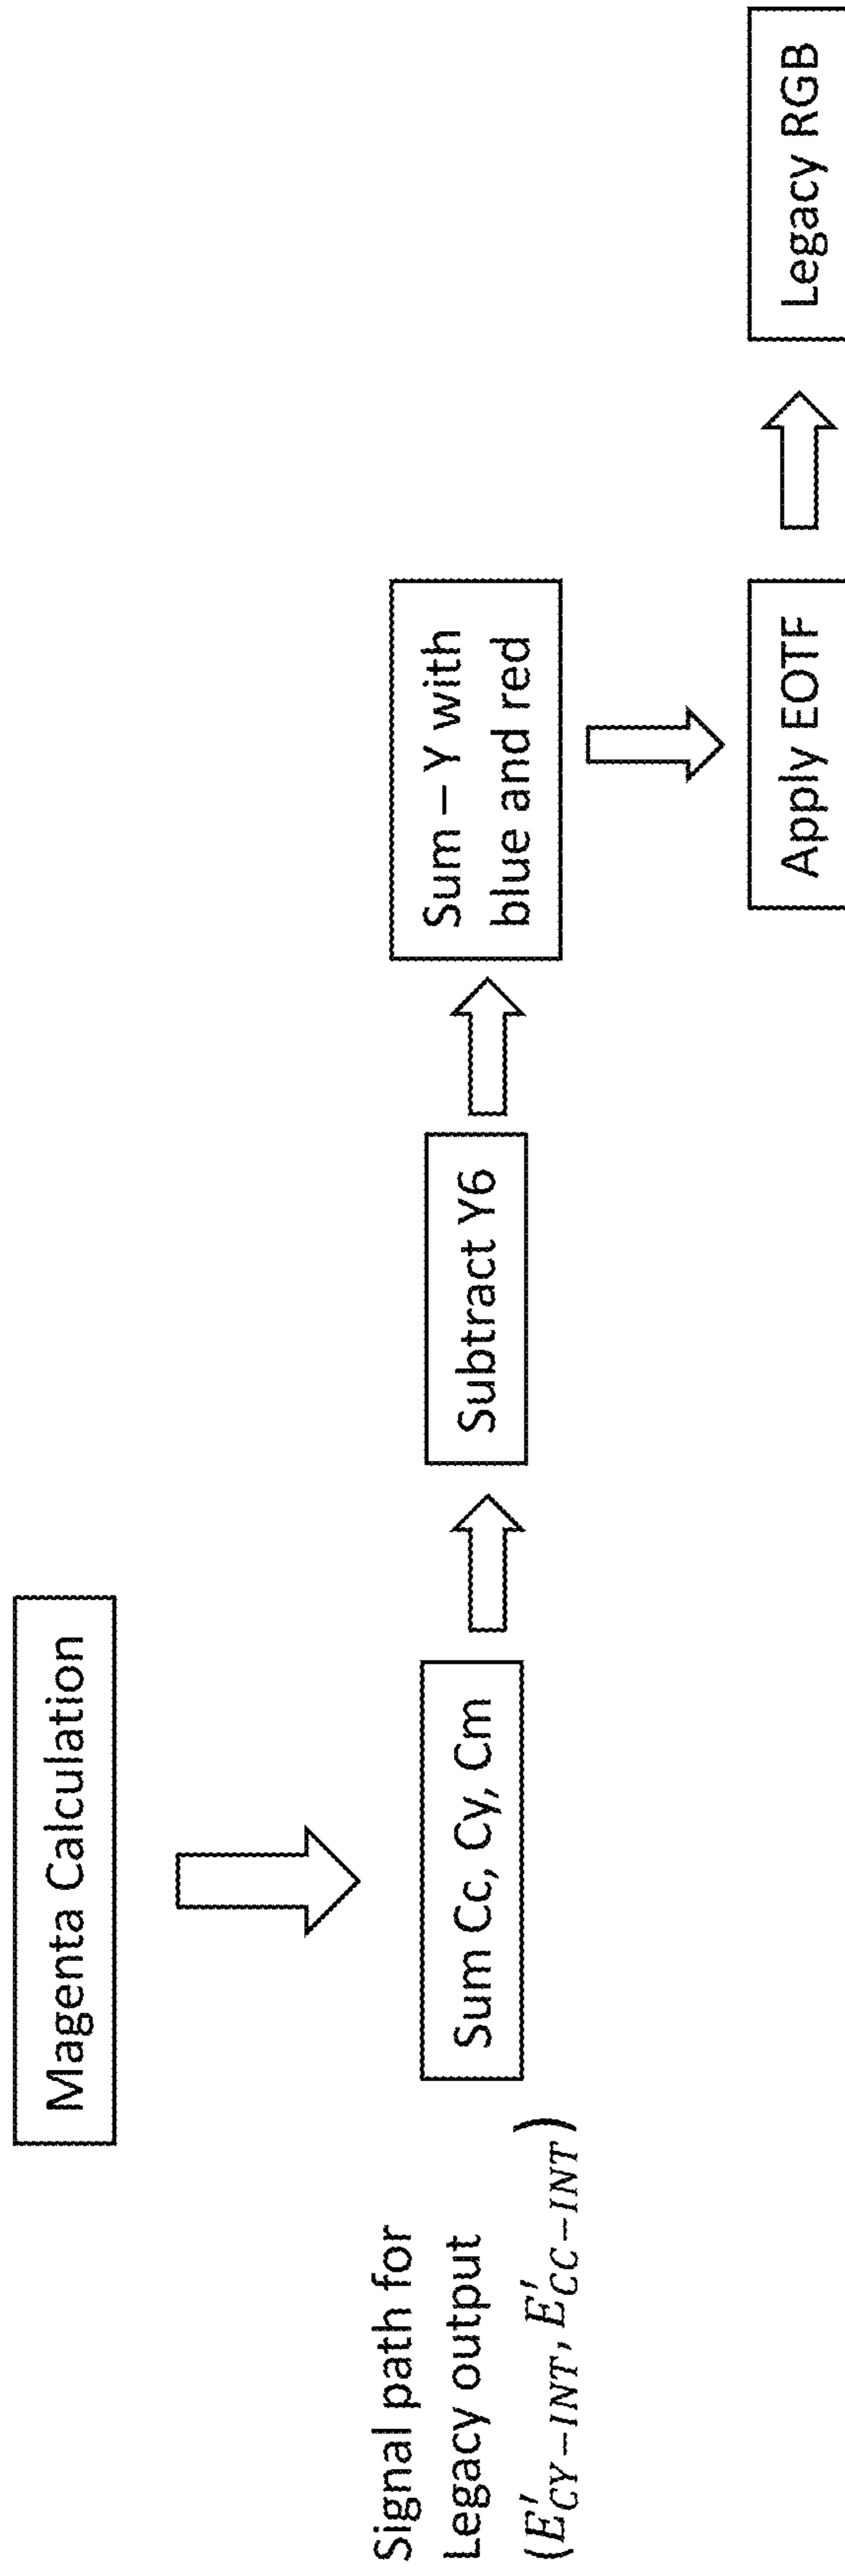 Magenta Calculation
Signal path for
Legacy output
(E′CY−INT, E′CC−INT)
Sum Cc, Cy, Cm
Subtract Y6
Sum – Y with
blue and red
Apply EOTF
Legacy RGB